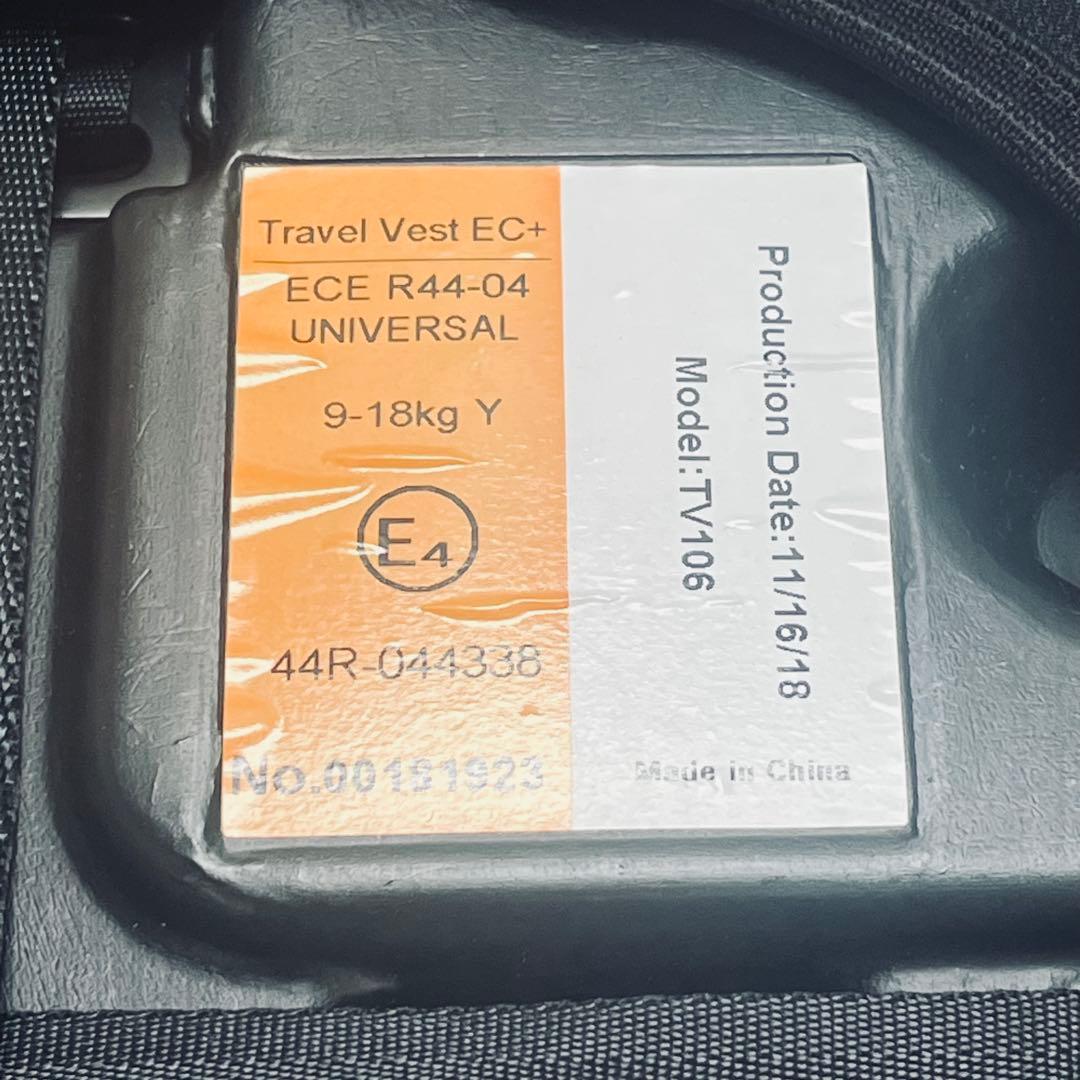 Travel Vest EC+
ECE R44-04
UNIVERSAL
9-18kg Y
E4
44R-044338
No.00191923
Production Date:11/16/18
Model:TV106
Made in China